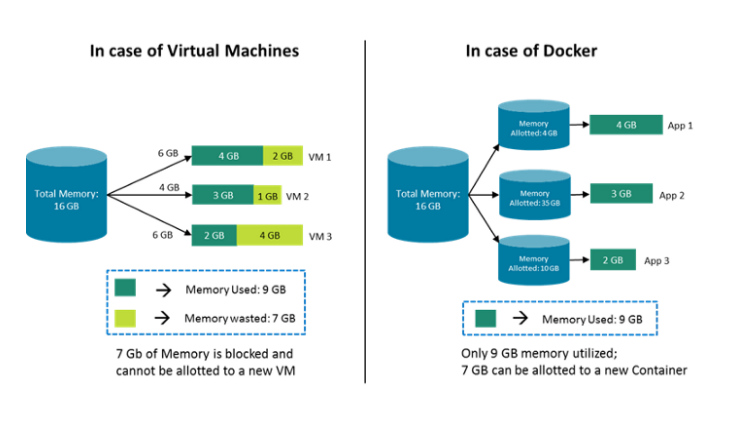 In case of Virtual Machines
Total Memory:
16 GB
6 GB
4 GB
6 GB
4 GB
2 GB
VM 1
3 GB
1 GB
VM 2
2 GB
4 GB
VM 3
Memory Used: 9 GB
Memory wasted: 7 GB
7 Gb of Memory is blocked and
cannot be allotted to a new VM
In case of Docker
Total Memory:
16 GB
Memory
Allotted: 4 GB
4 GB
App 1
Memory
Allotted: 35 GB
3 GB
App 2
Memory
Allotted: 10 GB
2 GB
App 3
Memory Used: 9 GB
Only 9 GB memory utilized;
7 GB can be allotted to a new Container